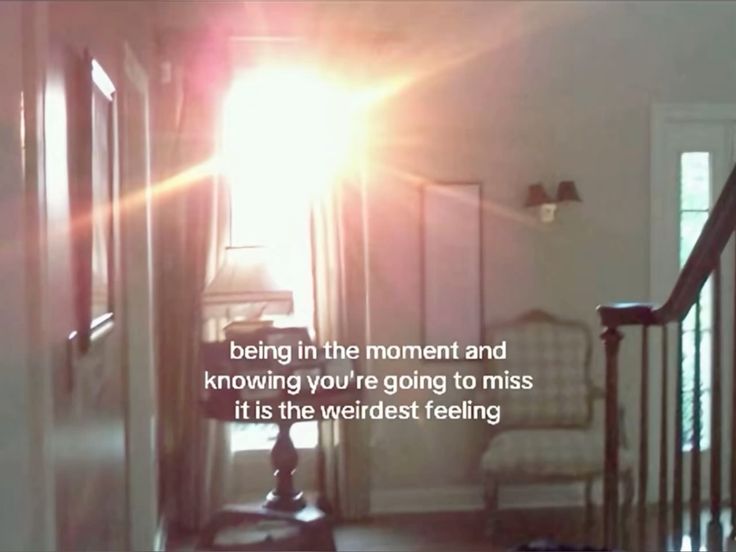 being in the moment and
knowing you're going to miss
it is the weirdest feeling